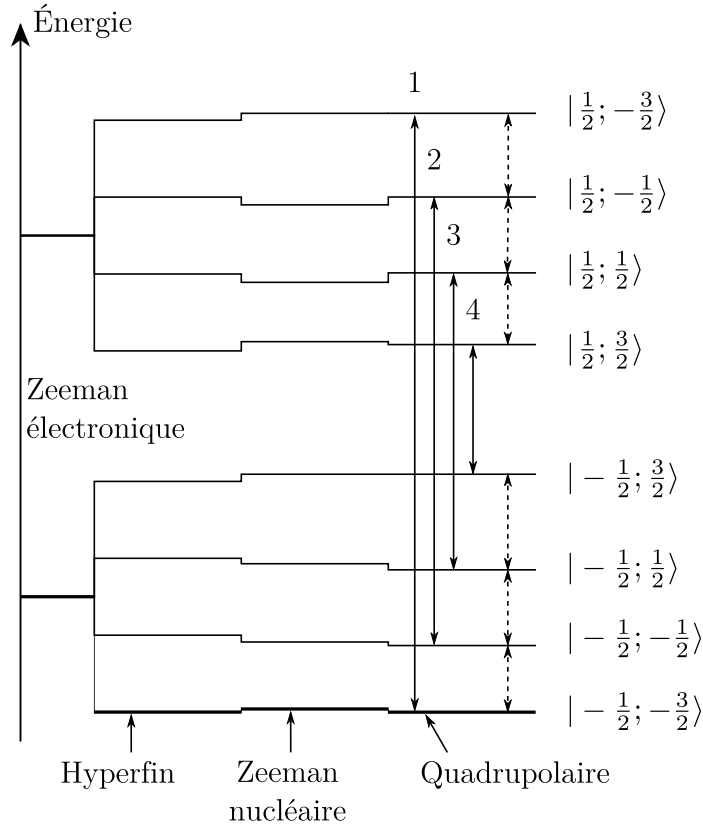 Énergie
1
|½; −3/2⟩
2
|½; −½⟩
3
|½; ½⟩
4
|½; 3/2⟩
Zeeman
électronique
|−½; 3/2⟩
|−½; ½⟩
|−½; −½⟩
|−½; −3/2⟩
Hyperfin
Zeeman
nucléaire
Quadrupolaire